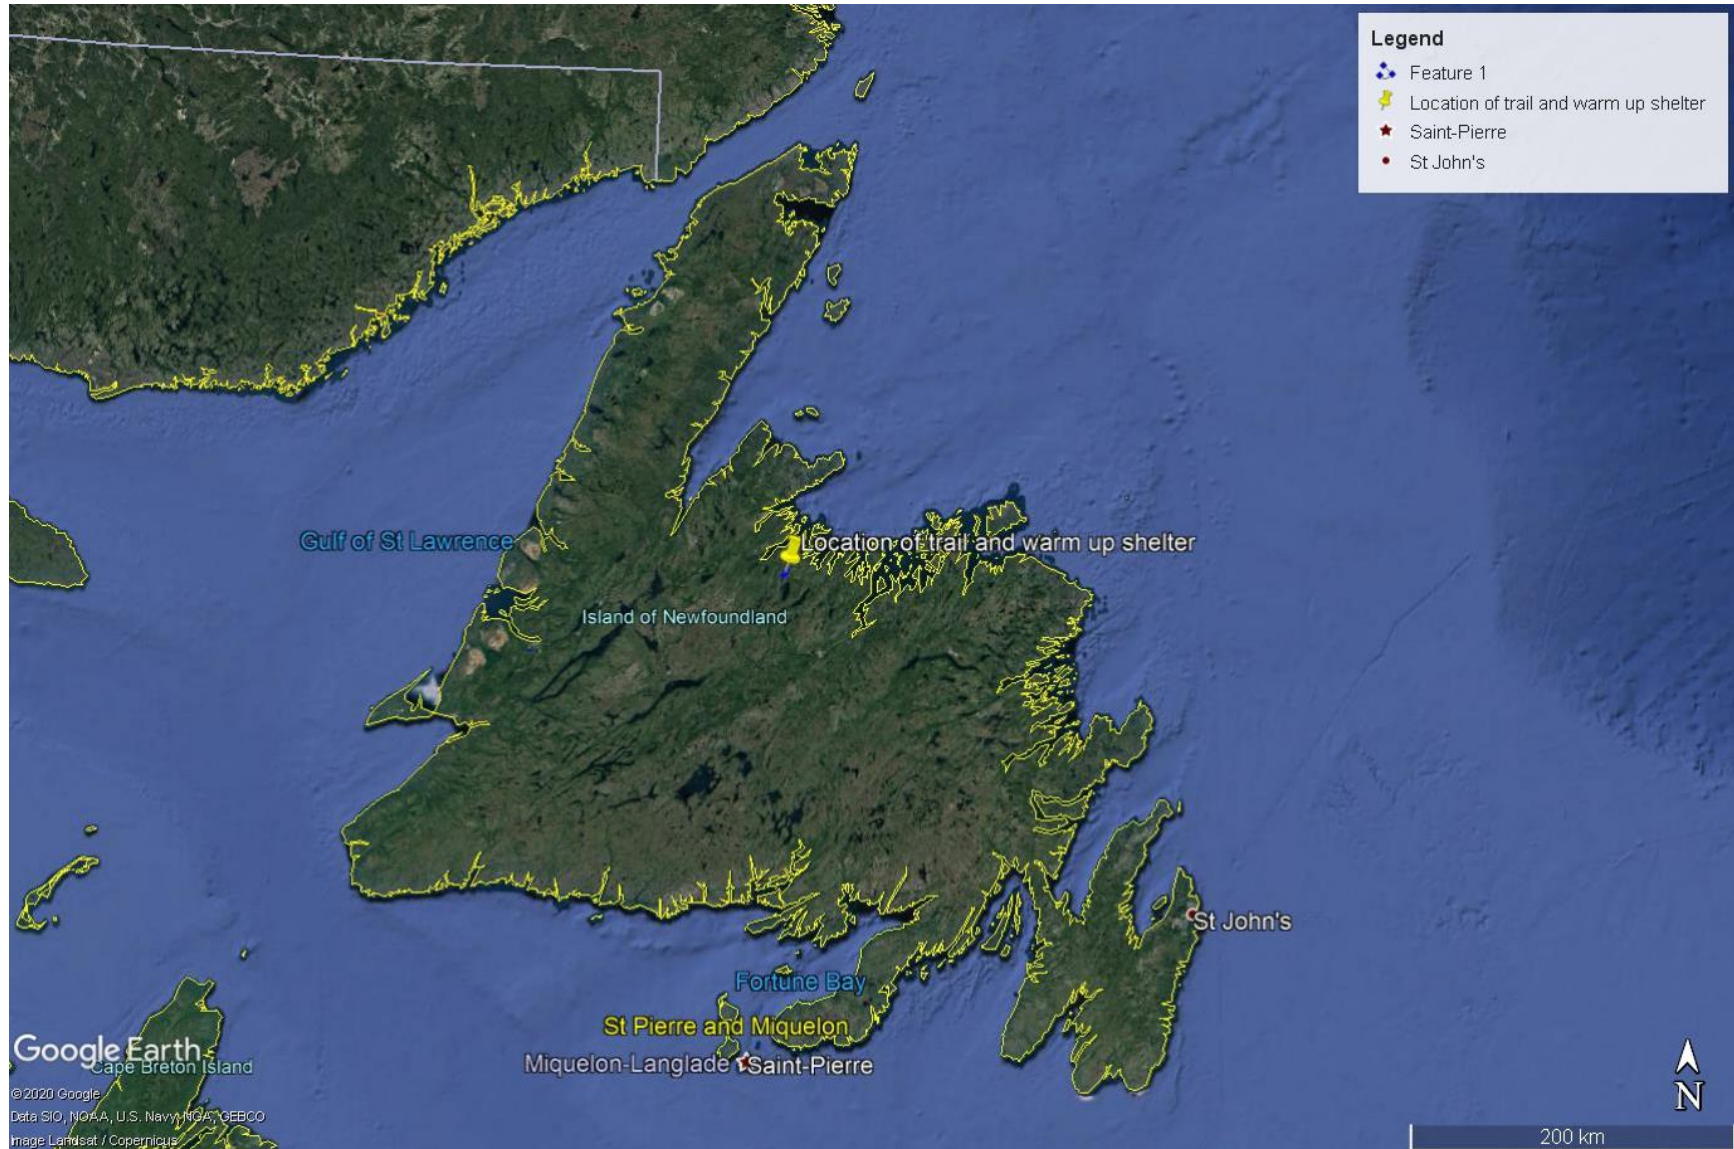 Legend
Feature 1
Location of trail and warm up shelter
Saint-Pierre
St John's
Gulf of St Lawrence
Location of trail and warm up shelter
Island of Newfoundland
St John's
Fortune Bay
St Pierre and Miquelon
Miquelon-Langlade
Saint-Pierre
Google Earth
Cape Breton Island
©2020 Google
Data SIO, NOAA, U.S. Navy, NGA, GEBCO
Image Landsat / Copernicus
N
200 km